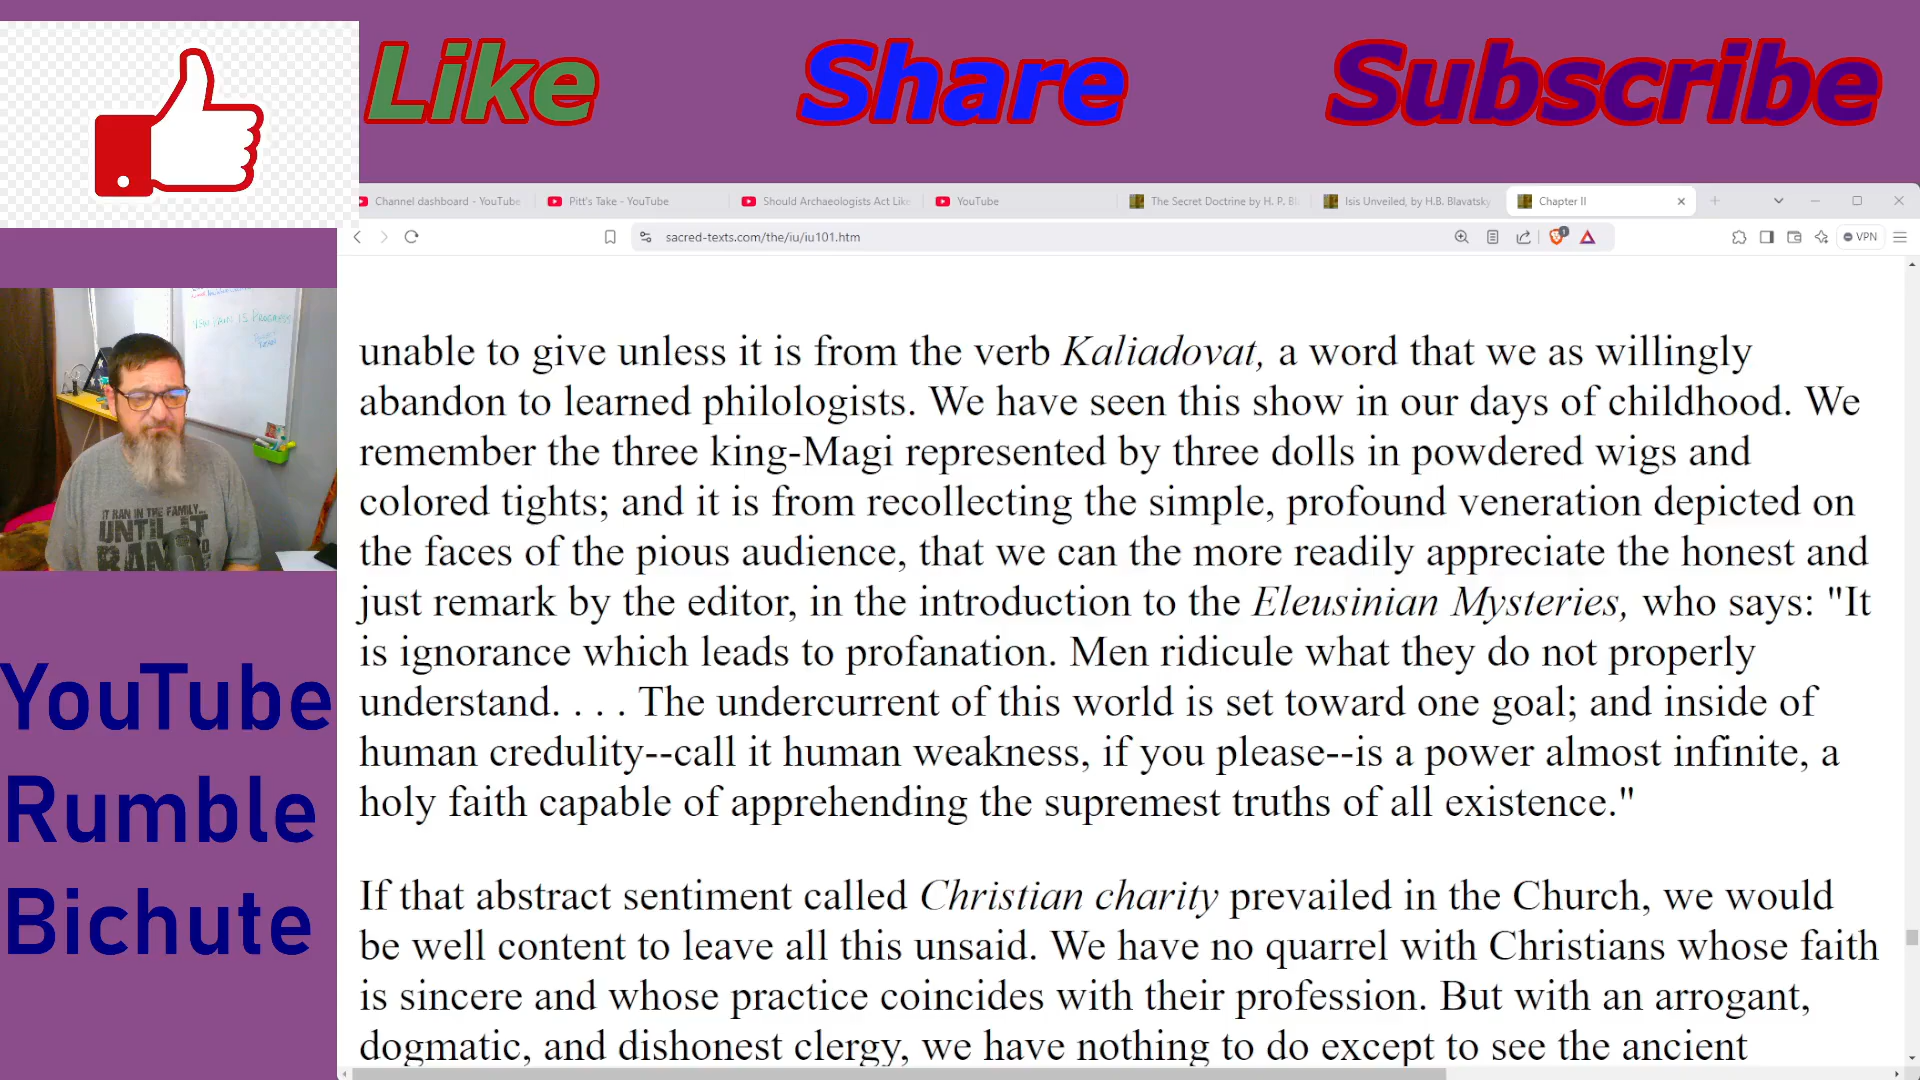 Like Share Subscribe
Channel dashboard - YouTube
Pitt's Take - YouTube
Should Archaeologists Act Lik
YouTube
The Secret Doctrine by H. P. Bl
Isis Unveiled, by H.B. Blavatsky
Chapter II
sacred-texts.com/the/iu/iu101.htm
1
VPN
unable to give unless it is from the verb Kaliadovat, a word that we as willingly
abandon to learned philologists. We have seen this show in our days of childhood. We
remember the three king-Magi represented by three dolls in powdered wigs and
colored tights; and it is from recollecting the simple, profound veneration depicted on
the faces of the pious audience, that we can the more readily appreciate the honest and
just remark by the editor, in the introduction to the Eleusinian Mysteries, who says: "It
is ignorance which leads to profanation. Men ridicule what they do not properly
understand. . . . The undercurrent of this world is set toward one goal; and inside of
human credulity--call it human weakness, if you please--is a power almost infinite, a
holy faith capable of apprehending the supremest truths of all existence."
If that abstract sentiment called Christian charity prevailed in the Church, we would
be well content to leave all this unsaid. We have no quarrel with Christians whose faith
is sincere and whose practice coincides with their profession. But with an arrogant,
dogmatic, and dishonest clergy, we have nothing to do except to see the ancient
IT RAN IN THE FAMILY...
UNTIL IT
RAN
YouTube
Rumble
Bichute